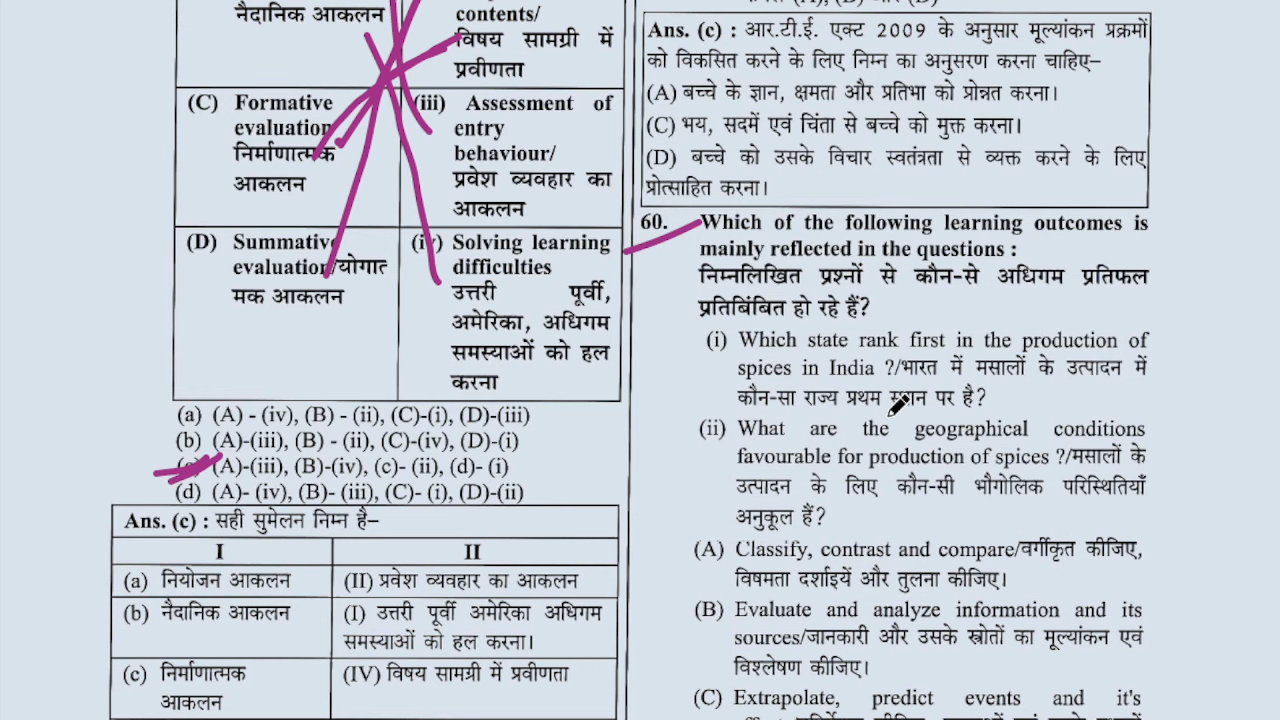 नैदानिक आकलन
contents/
विषय सामग्री में
प्रवीणता
(C) Formative
evaluation
निर्माणात्मक
आकलन
(iii) Assessment of
entry
behaviour/
प्रवेश व्यवहार का
आकलन
(D) Summative
evaluation/योगात
मक आकलन
(iv) Solving learning
difficulties
उत्तरी पूर्वी,
अमेरिका, अधिगम
समस्याओं को हल
करना
(a) (A) - (iv), (B) - (ii), (C)-(i), (D)-(iii)
(b) (A)-(iii), (B) - (ii), (C)-(iv), (D)-(i)
(A)-(iii), (B)-(iv), (c)- (ii), (d)- (i)
(d) (A)- (iv), (B)- (iii), (C)- (i), (D)-(ii)
Ans. (c) : सही सुमेलन निम्न है–
I II
(a) नियोजन आकलन (II) प्रवेश व्यवहार का आकलन
(b) नैदानिक आकलन (I) उत्तरी पूर्वी अमेरिका अधिगम
समस्याओं को हल करना।
(c) निर्माणात्मक (IV) विषय सामग्री में प्रवीणता
आकलन
Ans. (c) : आर.टी.ई. एक्ट 2009 के अनुसार मूल्यांकन प्रक्रमों
को विकसित करने के लिए निम्न का अनुसरण करना चाहिए–
(A) बच्चे के ज्ञान, क्षमता और प्रतिभा को प्रोन्नत करना।
(C) भय, सदमें एवं चिंता से बच्चे को मुक्त करना।
(D) बच्चे को उसके विचार स्वतंत्रता से व्यक्त करने के लिए
प्रोत्साहित करना।
60. Which of the following learning outcomes is
mainly reflected in the questions :
निम्नलिखित प्रश्नों से कौन-से अधिगम प्रतिफल
प्रतिबिंबित हो रहे हैं?
(i) Which state rank first in the production of
spices in India ?/भारत में मसालों के उत्पादन में
कौन-सा राज्य प्रथम स्थान पर है?
(ii) What are the geographical conditions
favourable for production of spices ?/मसालों के
उत्पादन के लिए कौन-सी भौगोलिक परिस्थितियाँ
अनुकूल हैं?
(A) Classify, contrast and compare/वर्गीकृत कीजिए,
विषमता दर्शाइयें और तुलना कीजिए।
(B) Evaluate and analyze information and its
sources/जानकारी और उसके स्त्रोतों का मूल्यांकन एवं
विश्लेषण कीजिए।
(C) Extrapolate, predict events and it's